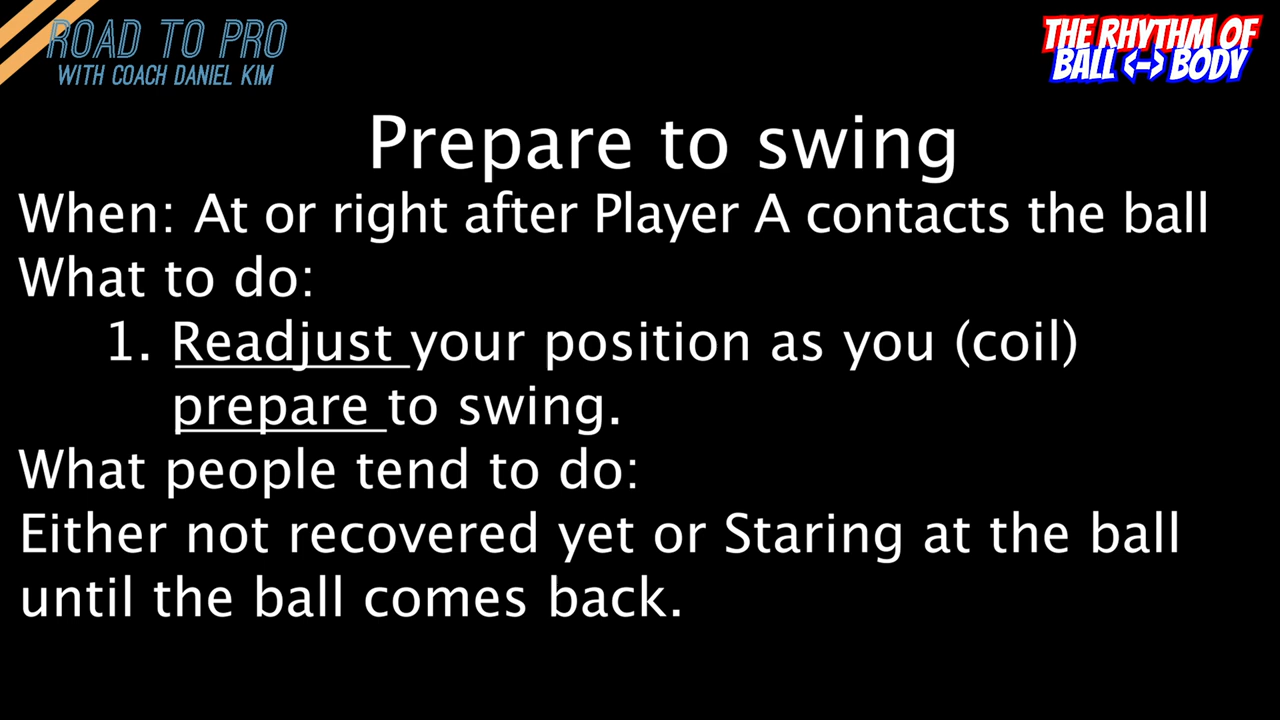 ROAD TO PRO
WITH COACH DANIEL KIM
THE RHYTHM OF
BALL <-> BODY
Prepare to swing
When: At or right after Player A contacts the ball
What to do:
1. Readjust your position as you (coil)
prepare to swing.
What people tend to do:
Either not recovered yet or Staring at the ball
until the ball comes back.